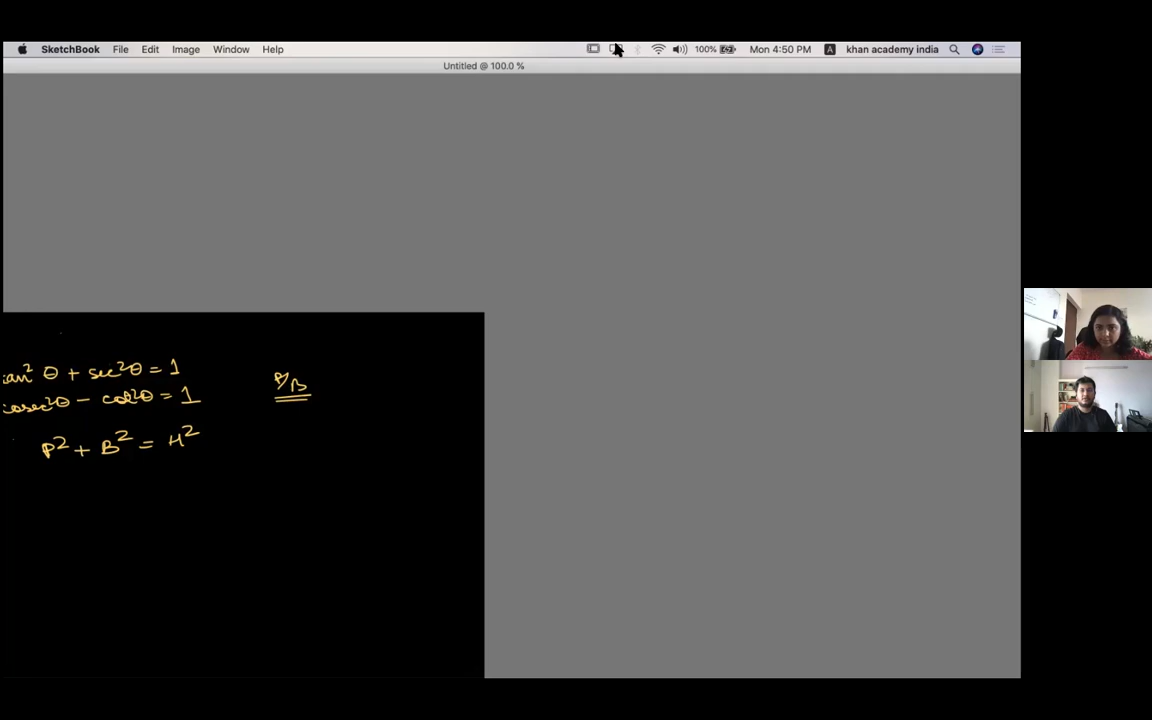 SketchBook File Edit Image Window Help 100% Mon 4:50 PM A khan academy india
Untitled @ 100.0 %
an² θ + sec²θ = 1
cosec²θ - cot²θ = 1
P/B
P² + B² = H²